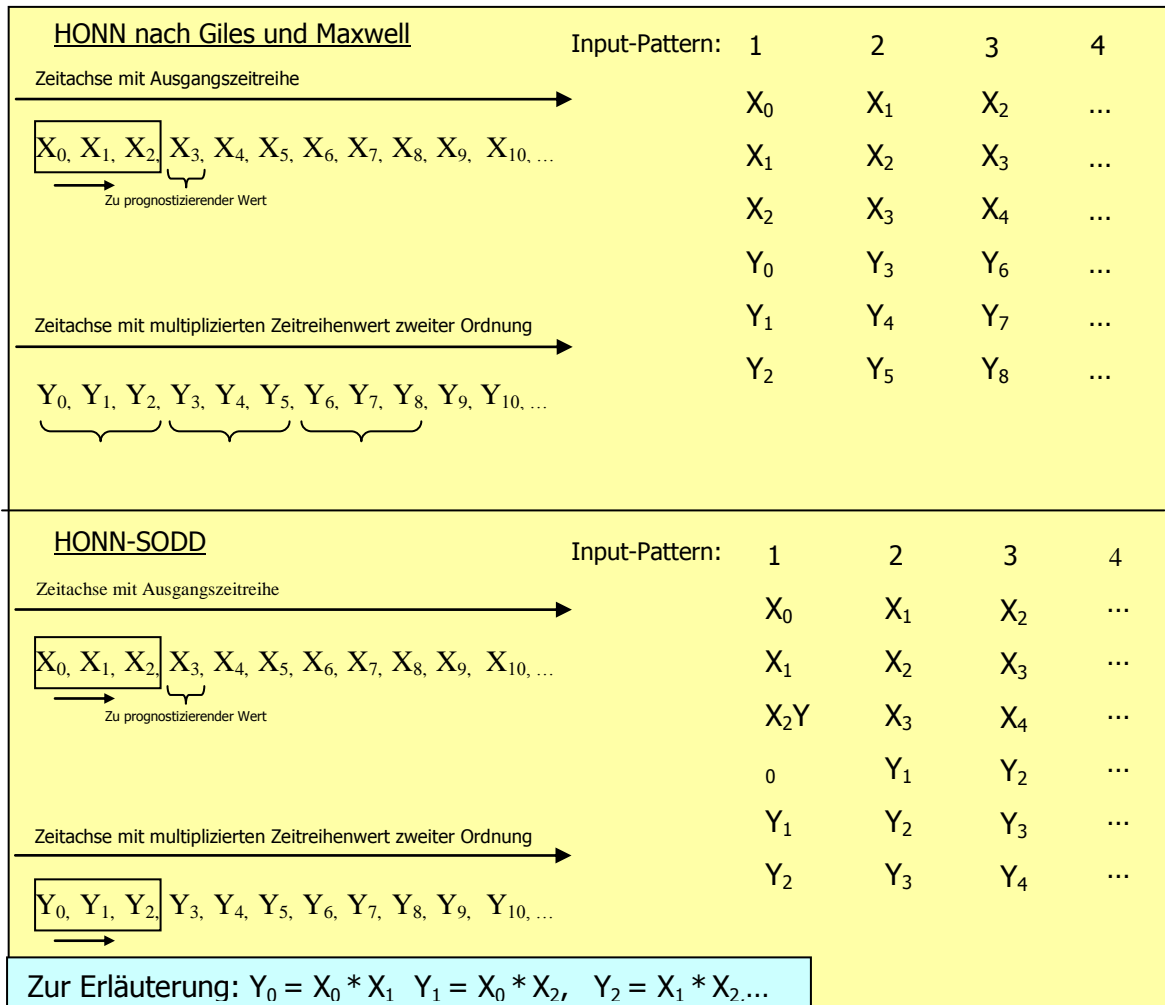 HONN nach Giles und Maxwell
Input-Pattern: 1 2 3 4
Zeitachse mit Ausgangszeitreihe
X₀ X₁ X₂ ...
X₀, X₁, X₂, X₃, X₄, X₅, X₆, X₇, X₈, X₉, X₁₀, ...
X₁ X₂ X₃ ...
Zu prognostizierender Wert
X₂ X₃ X₄ ...
Y₀ Y₃ Y₆ ...
Zeitachse mit multiplizierten Zeitreihenwert zweiter Ordnung
Y₁ Y₄ Y₇ ...
Y₂ Y₅ Y₈ ...
Y₀, Y₁, Y₂, Y₃, Y₄, Y₅, Y₆, Y₇, Y₈, Y₉, Y₁₀, ...
HONN-SODD
Input-Pattern: 1 2 3 4
Zeitachse mit Ausgangszeitreihe
X₀ X₁ X₂ ...
X₀, X₁, X₂, X₃, X₄, X₅, X₆, X₇, X₈, X₉, X₁₀, ...
X₁ X₂ X₃ ...
Zu prognostizierender Wert
X₂Y X₃ X₄ ...
₀ Y₁ Y₂ ...
Zeitachse mit multiplizierten Zeitreihenwert zweiter Ordnung
Y₁ Y₂ Y₃ ...
Y₂ Y₃ Y₄ ...
Y₀, Y₁, Y₂, Y₃, Y₄, Y₅, Y₆, Y₇, Y₈, Y₉, Y₁₀, ...
Zur Erläuterung: Y₀ = X₀ * X₁ Y₁ = X₀ * X₂, Y₂ = X₁ * X₂,...